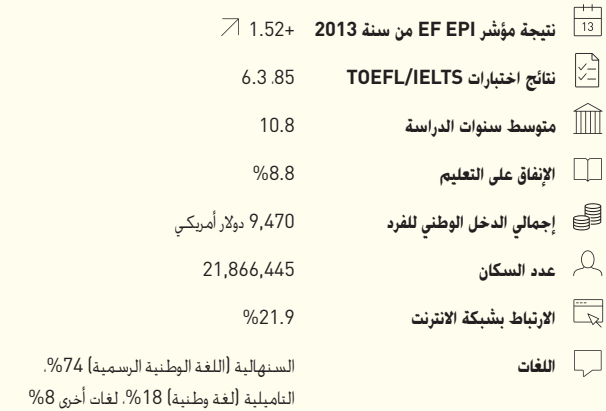 13
نتيجة مؤشر EF EPI من سنة 2013 +1.52
نتائج اختبارات TOEFL/IELTS 85، 6.3
متوسط سنوات الدراسة 10.8
الإنفاق على التعليم 8.8%
إجمالي الدخل الوطني للفرد 9,470 دولار أمريكي
عدد السكان 21,866,445
الارتباط بشبكة الانترنت 21.9%
اللغات السنهالية (اللغة الوطنية الرسمية) 74%،
التاميلية (لغة وطنية) 18%، لغات أخرى 8%